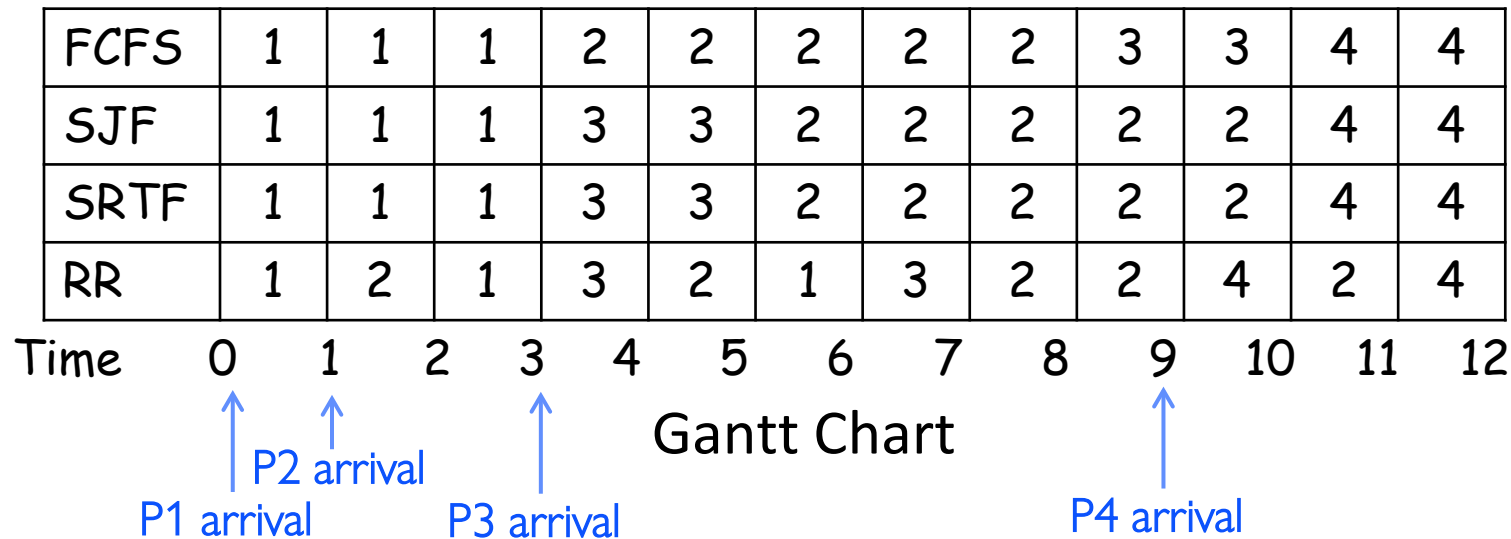 FCFS 1 1 1 2 2 2 2 2 3 3 4 4
SJF 1 1 1 3 3 2 2 2 2 2 4 4
SRTF 1 1 1 3 3 2 2 2 2 2 4 4
RR 1 2 1 3 2 1 3 2 2 4 2 4
Time 0 1 2 3 4 5 6 7 8 9 10 11 12
Gantt Chart
P2 arrival
P1 arrival P3 arrival P4 arrival